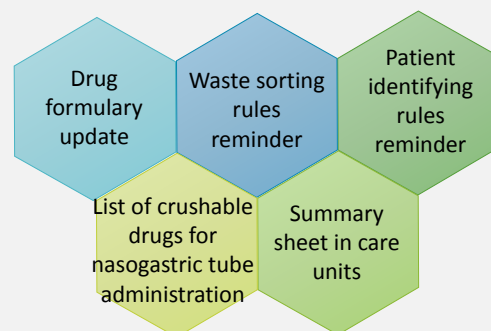 Drug
formulary
update
Waste sorting
rules
reminder
Patient
identifying
rules
reminder
List of crushable
drugs for
nasogastric tube
administration
Summary
sheet in care
units